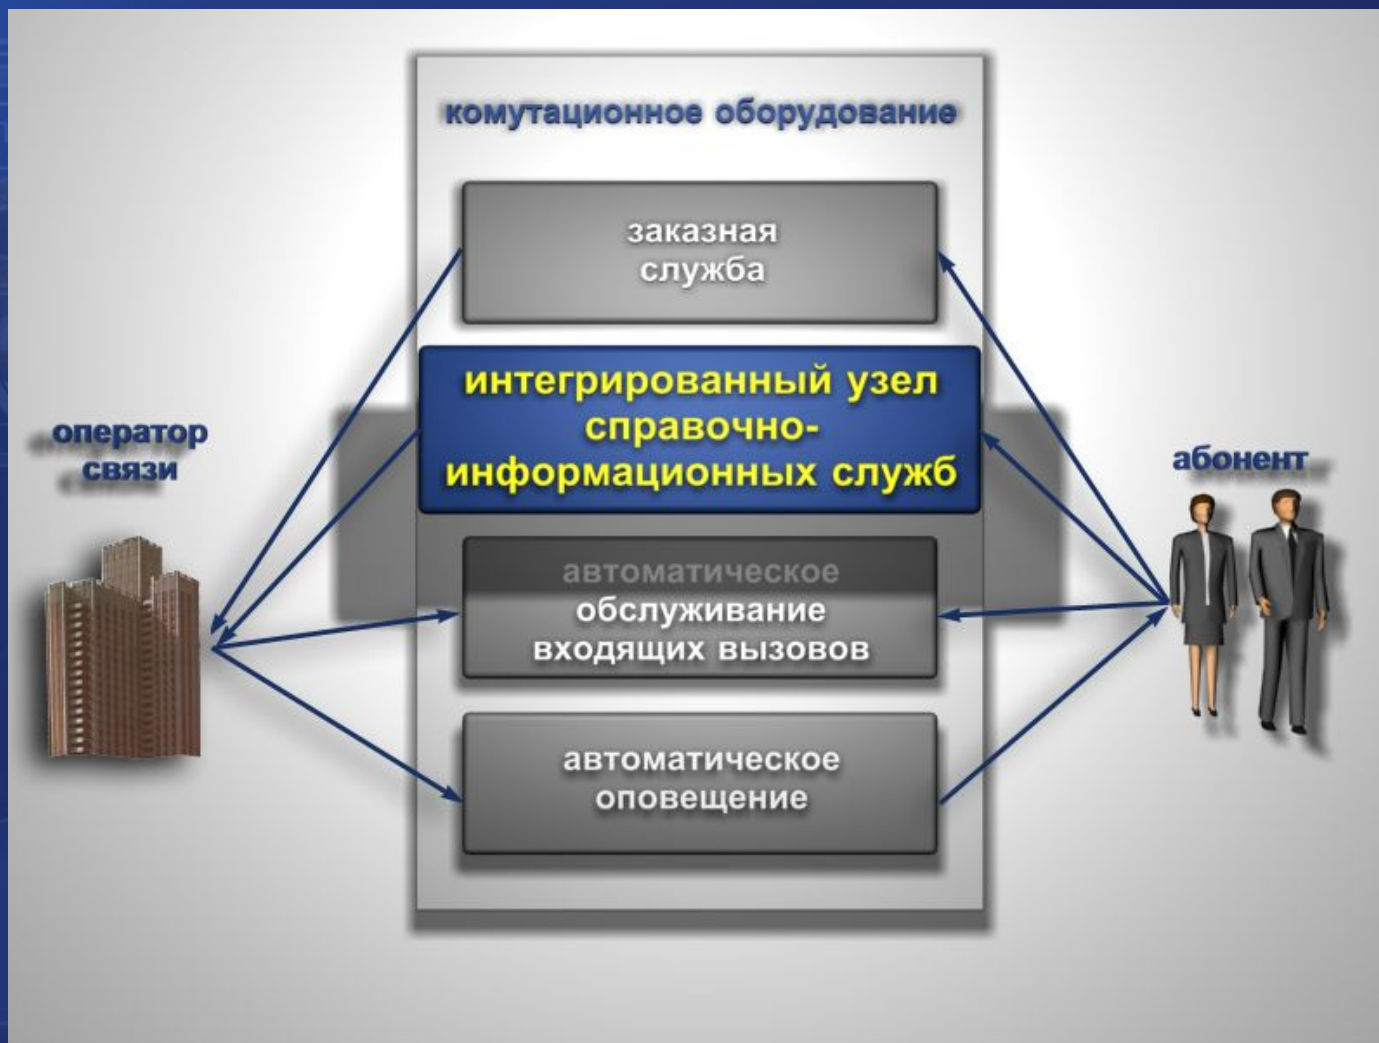 комутационное оборудование
заказная
служба
интегрированный узел
справочно-
информационных служб
оператор
связи
абонент
автоматическое
обслуживание
входящих вызовов
автоматическое
оповещение